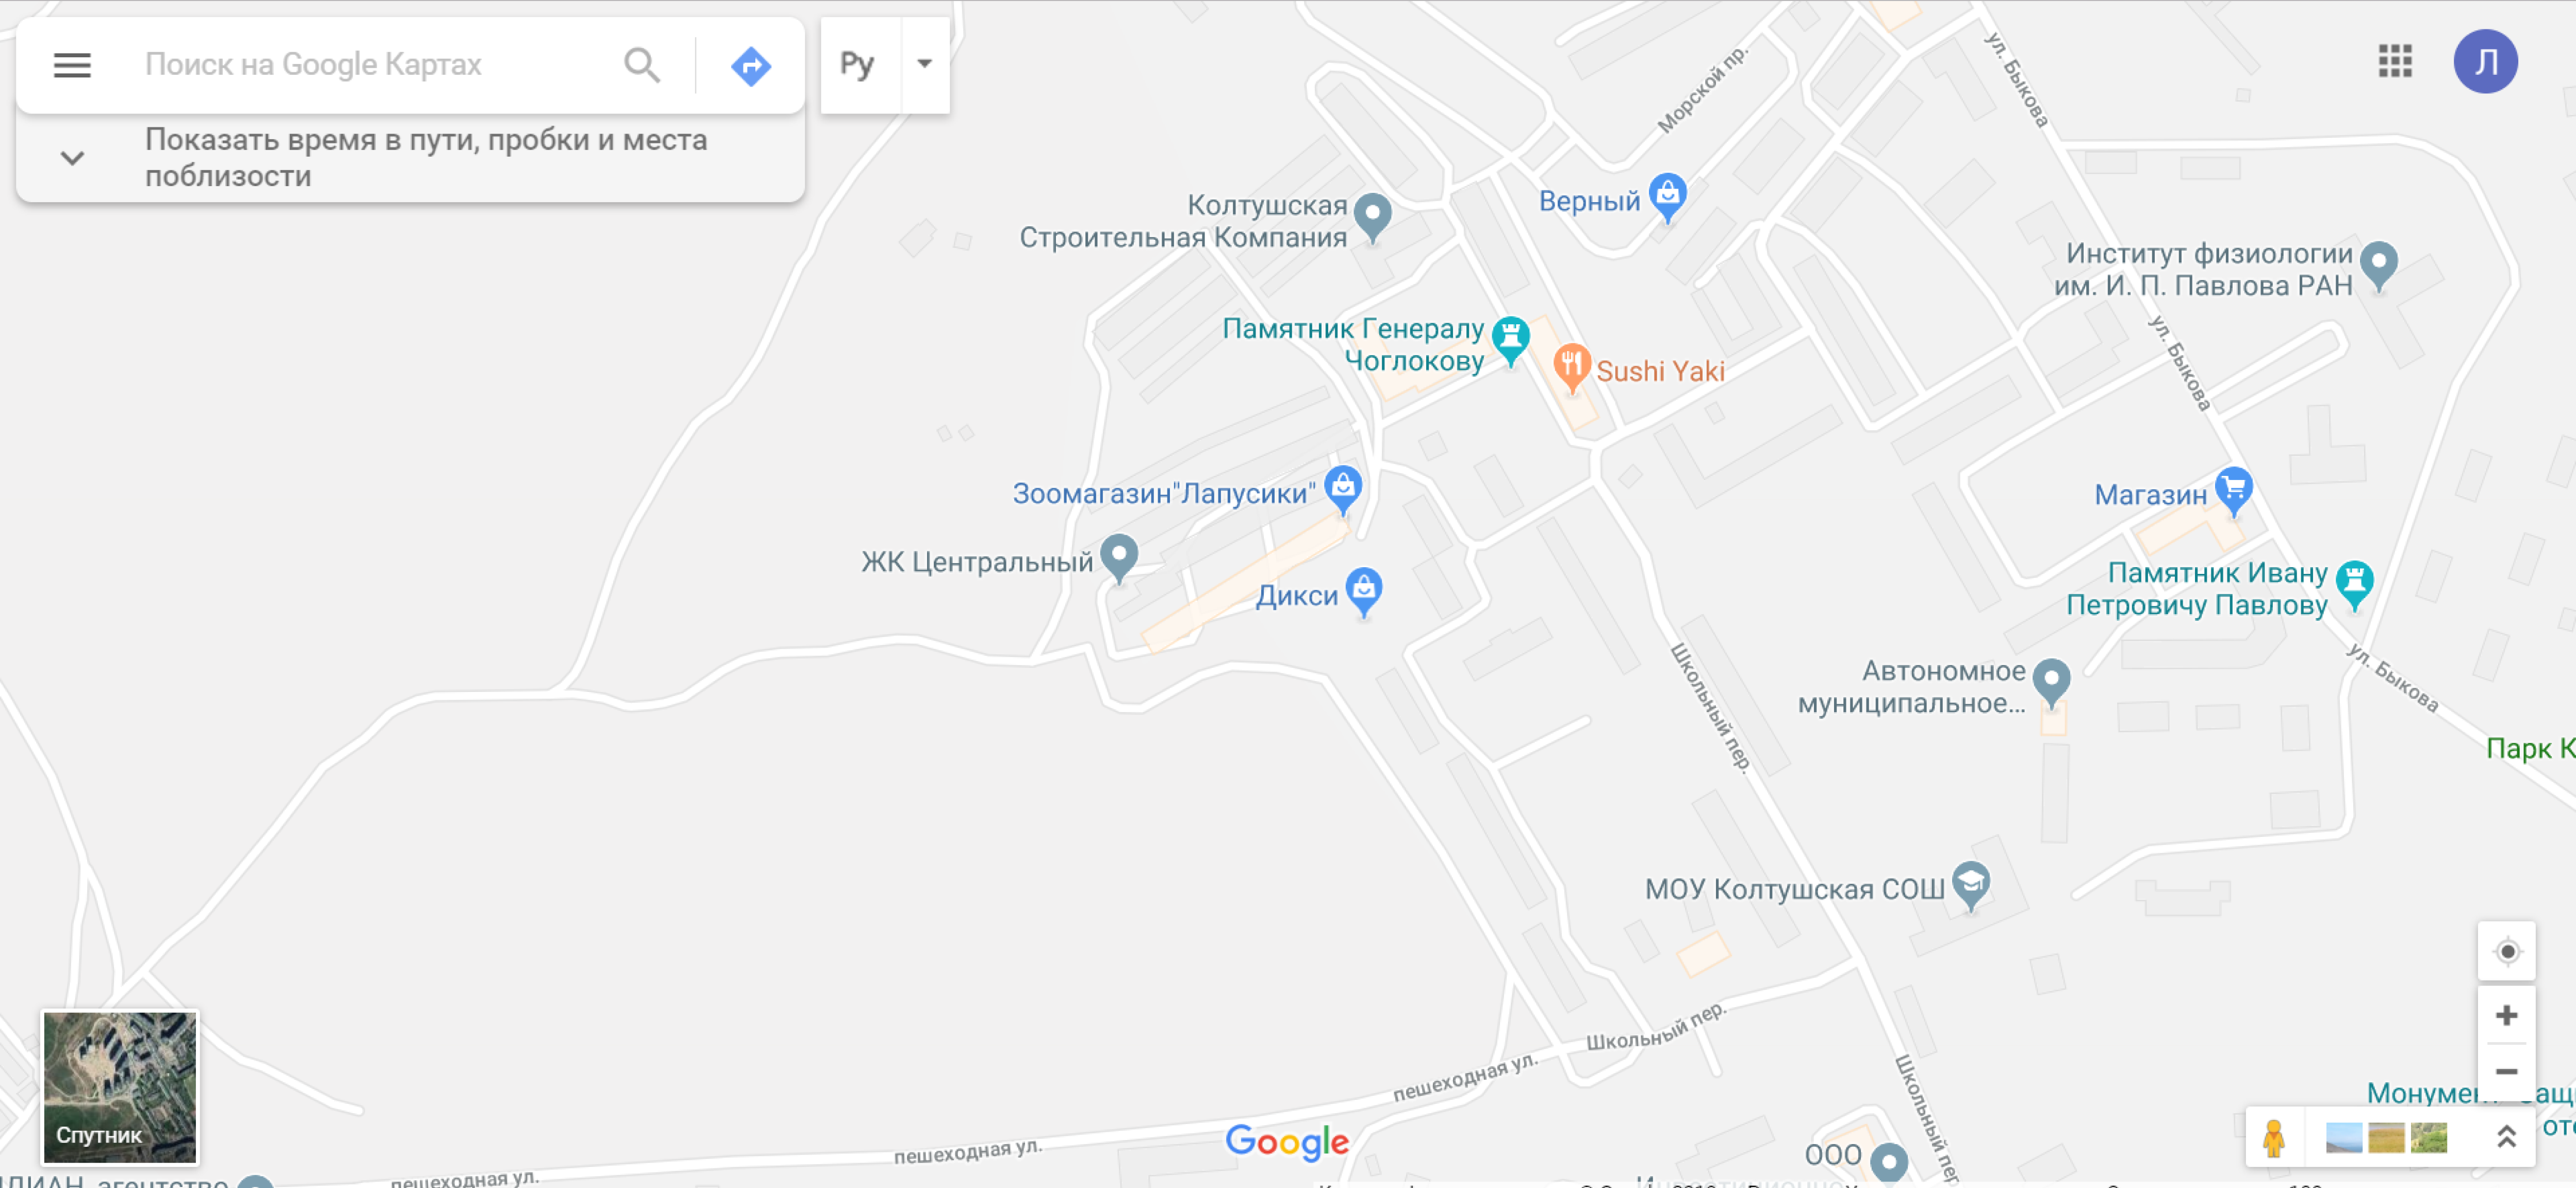 Поиск на Google Картах
Ру
Л
Показать время в пути, пробки и места
поблизости
Морской пр.
ул. Быкова
Колтушская
Строительная Компания
Верный
Институт физиологии
им. И. П. Павлова РАН
Памятник Генералу
Чоглокову
Sushi Yaki
ул. Быкова
Зоомагазин"Лапусики"
Магазин
ЖК Центральный
Дикси
Памятник Ивану
Петровичу Павлову
ул. Быкова
Школьный пер.
Автономное
муниципальное...
Парк К
МОУ Колтушская СОШ
Школьный пер.
пешеходная ул.
Школьный пер.
Спутник
Google
пешеходная ул.
ООО
пешеходная ул.
агентство